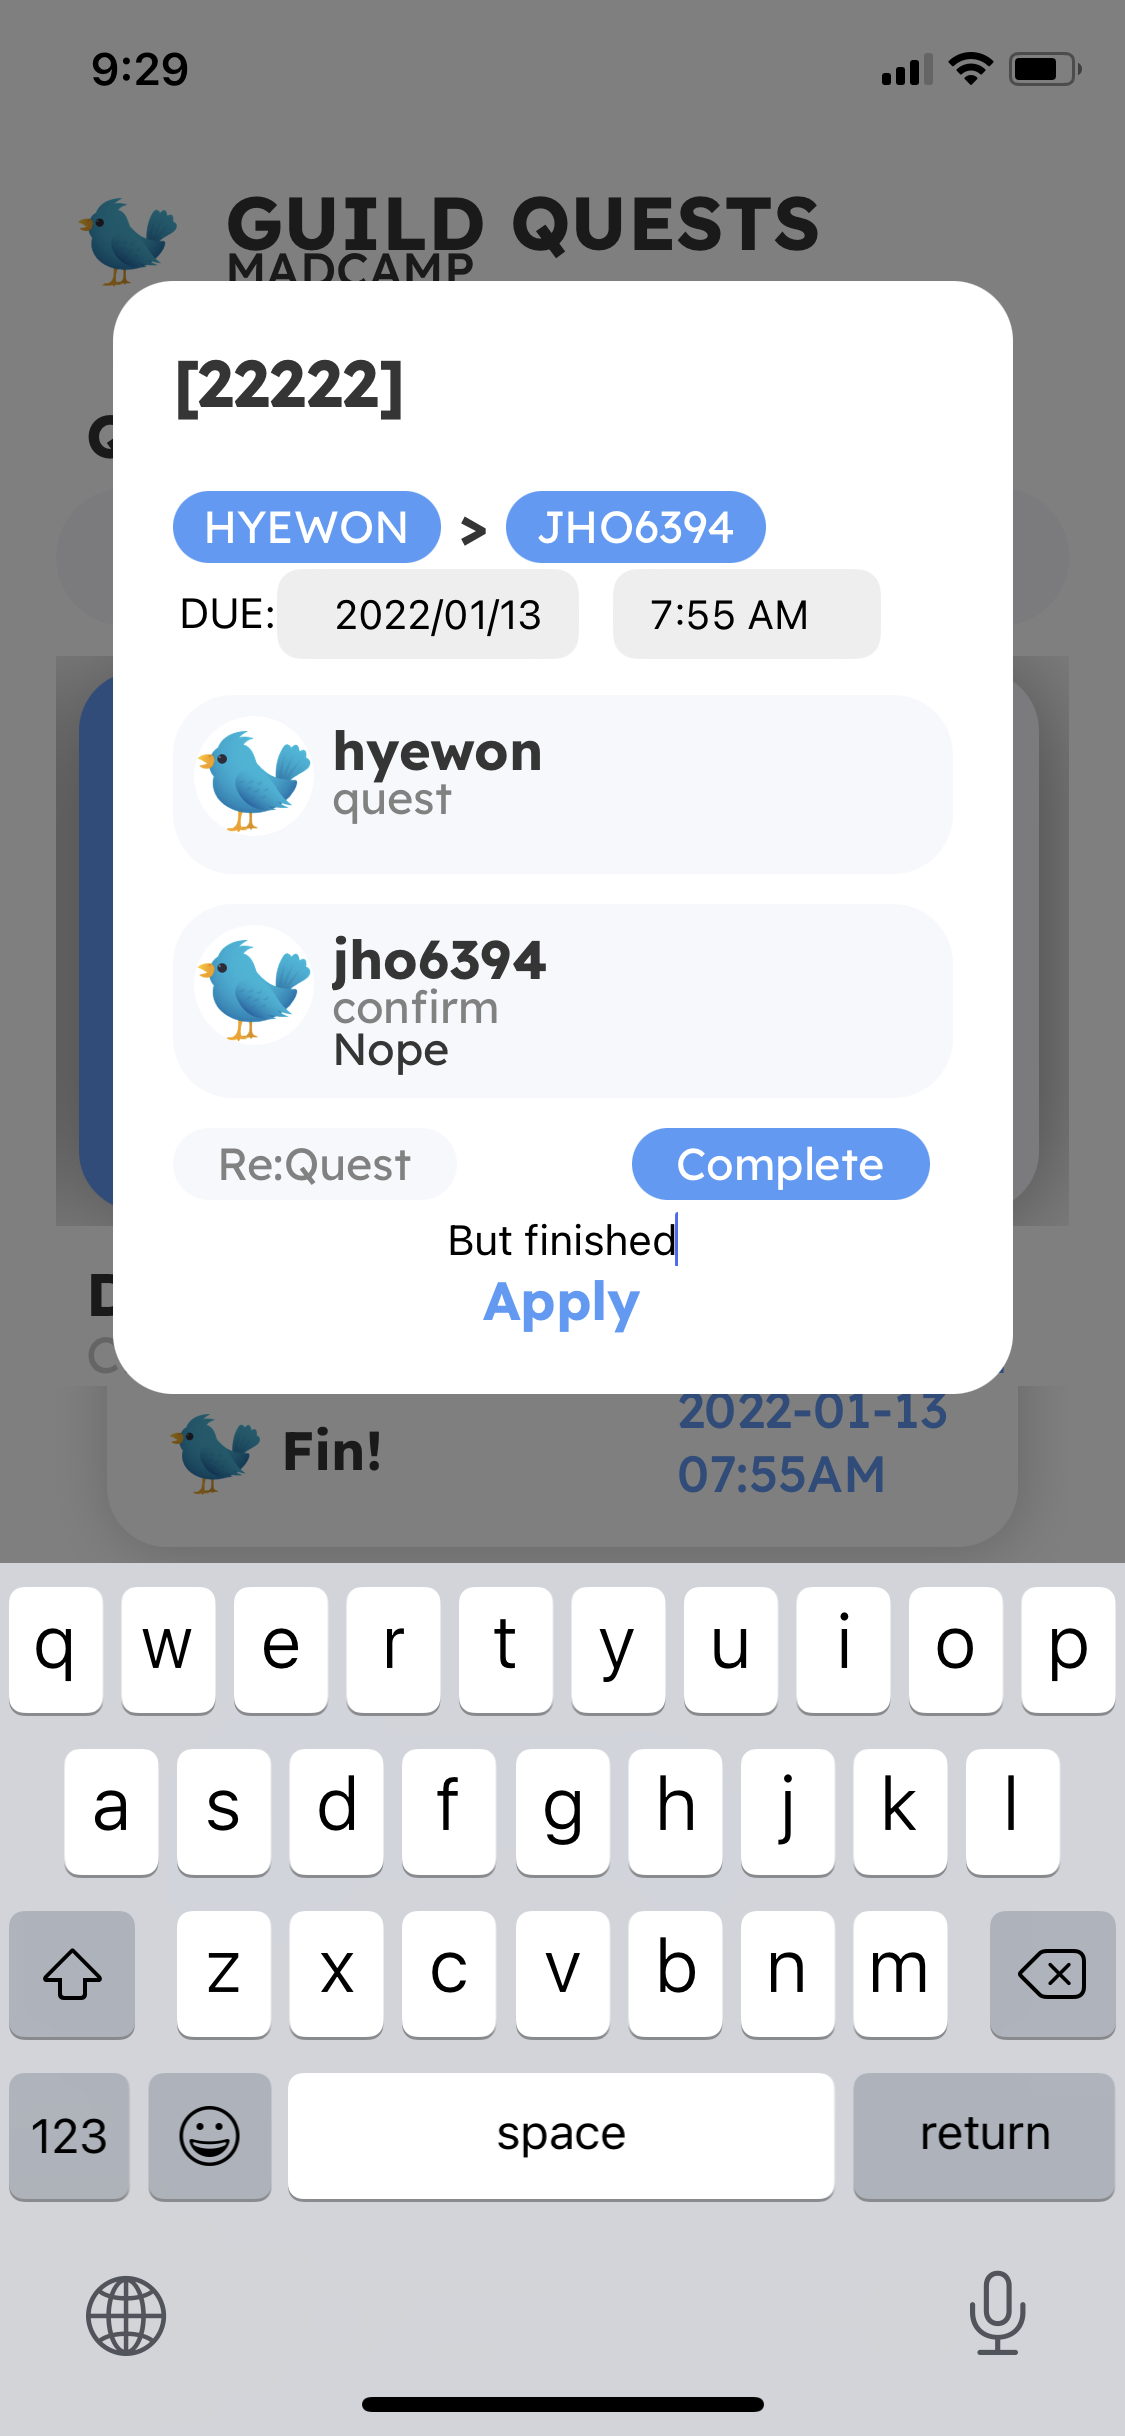 9:29
GUILD QUESTS
MADCAMP
[22222]
HYEWON > JHO6394
DUE: 2022/01/13 7:55 AM
hyewon
quest
jho6394
confirm
Nope
Re:Quest Complete
But finished
Apply
2022-01-13
Fin!
07:55AM
q w e r t y u i o p
a s d f g h j k l
z x c v b n m
123 space return